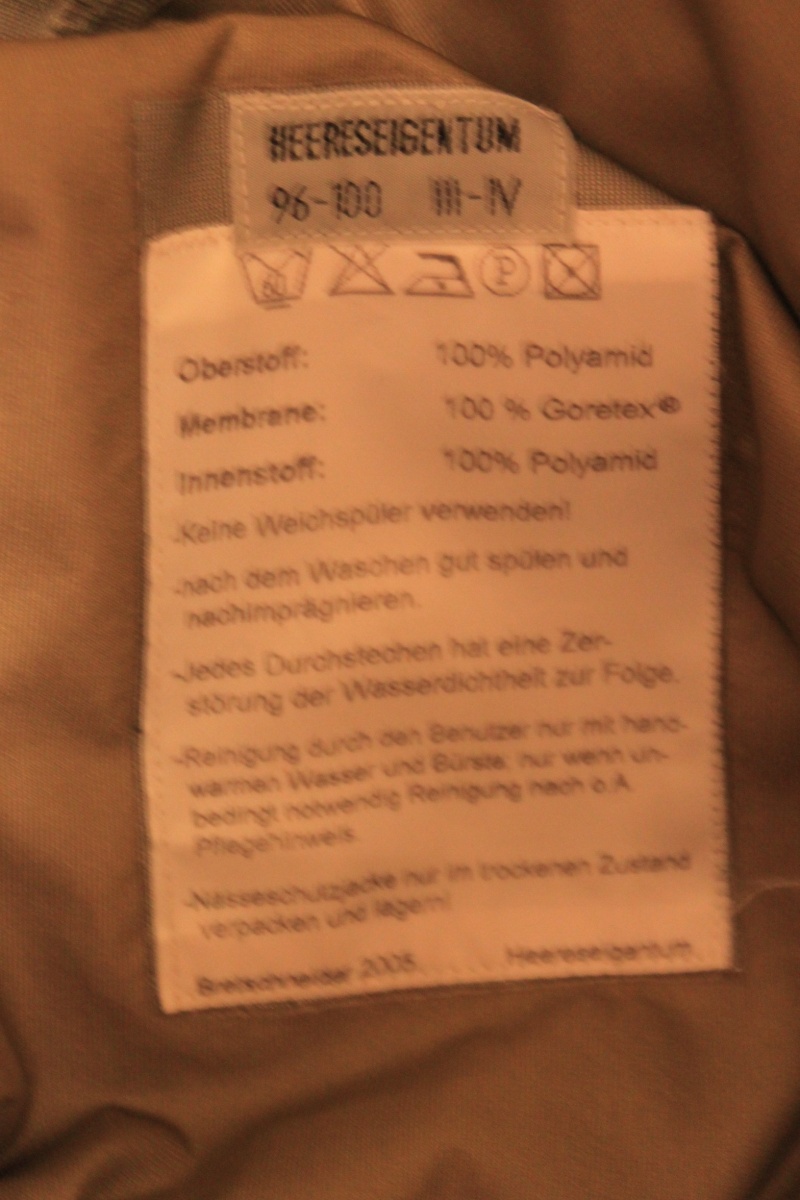 HEERESEIGENTUM
96-100 III-IV
60
P
Oberstoff: 100% Polyamid
Membrane: 100 % Goretex®
Innenstoff: 100% Polyamid
-Keine Weichspüler verwenden!
-nach dem Waschen gut spülen und
nachimprägnieren.
-Jedes Durchstechen hat eine Zer-
störung der Wasserdichtheit zur Folge.
-Reinigung durch den Benutzer nur mit hand-
warmen Wasser und Bürste; nur wenn un-
bedingt notwendig Reinigung nach o.A.
Pflegehinweis.
-Nässeschutzjacke nur im trockenen Zustand
verpacken und lagern!
Bretschneider 2005 Heereseigentum